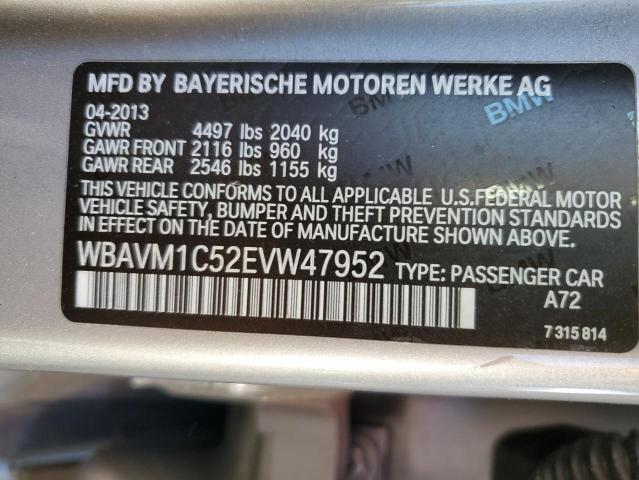 MFD BY BAYERISCHE MOTOREN WERKE AG
04-2013
GVWR 4497 lbs 2040 kg
GAWR FRONT 2116 lbs 960 kg
GAWR REAR 2546 lbs 1155 kg
THIS VEHICLE CONFORMS TO ALL APPLICABLE U.S.FEDERAL MOTOR
VEHICLE SAFETY, BUMPER AND THEFT PREVENTION STANDARDS
IN EFFECT ON THE DATE OF MANUFACTURE SHOWN ABOVE.
WBAVM1C52EVW47952 TYPE: PASSENGER CAR
A72
7 315 814
BMW
BMW
BMW